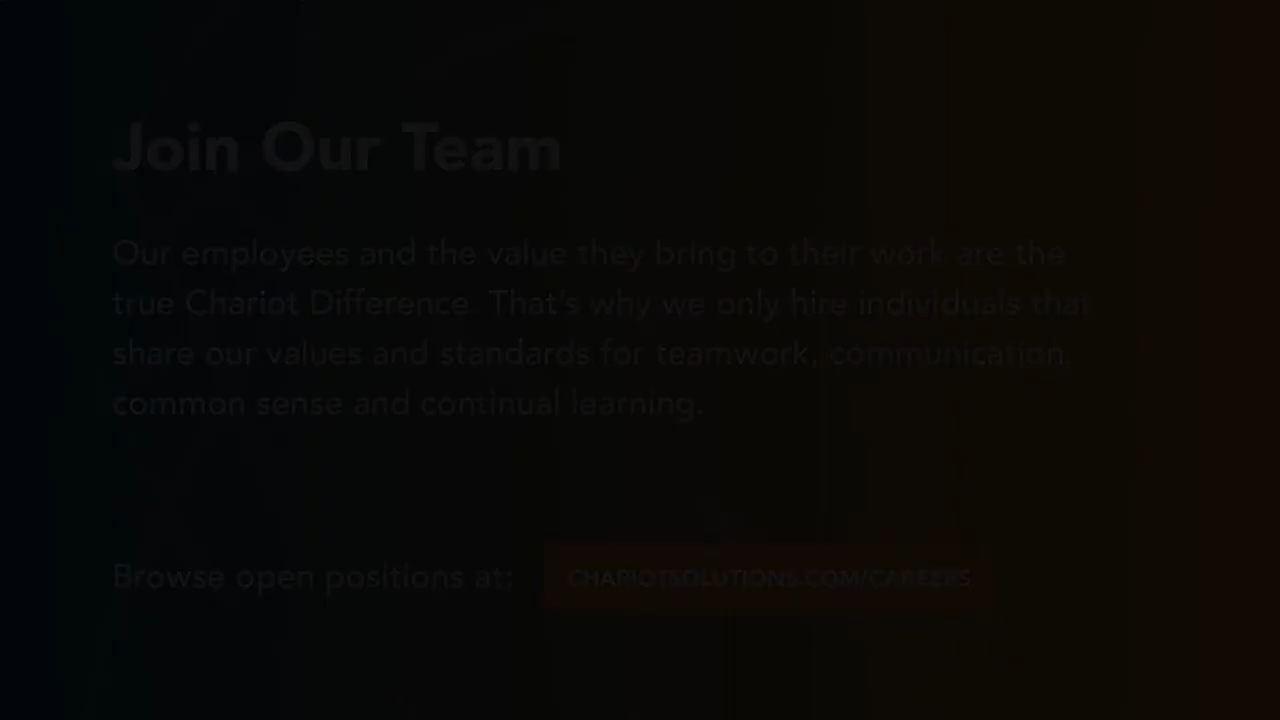 Join Our Team
Our employees and the value they bring to their work are the
true Chariot Difference. That's why we only hire individuals that
share our values and standards for teamwork, communication,
common sense and continual learning.
Browse open positions at: CHARIOTSOLUTIONS.COM/CAREERS